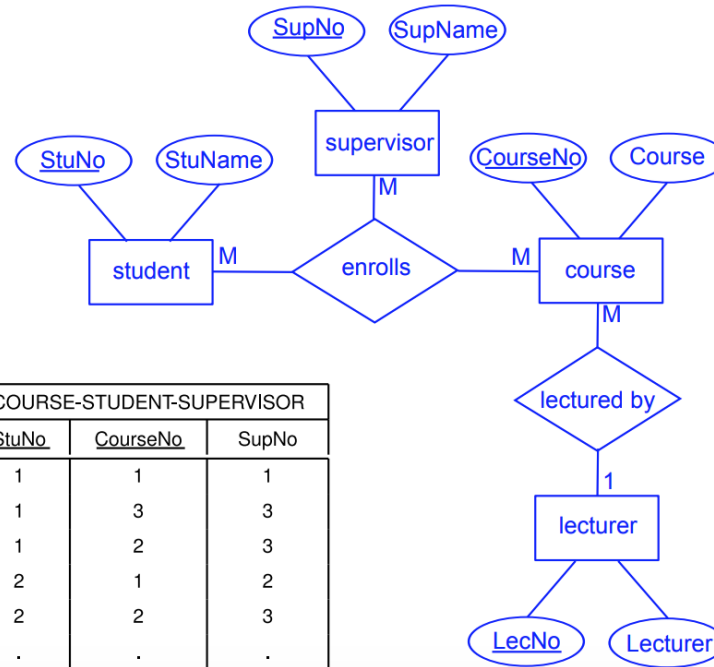 SupNo SupName
supervisor
StuNo StuName
CourseNo Course
M
student M enrolls M course
M
lectured by
1
lecturer
LecNo Lecturer
COURSE-STUDENT-SUPERVISOR
StuNo CourseNo SupNo
1 1 1
1 3 3
1 2 3
2 1 2
2 2 3
. . .